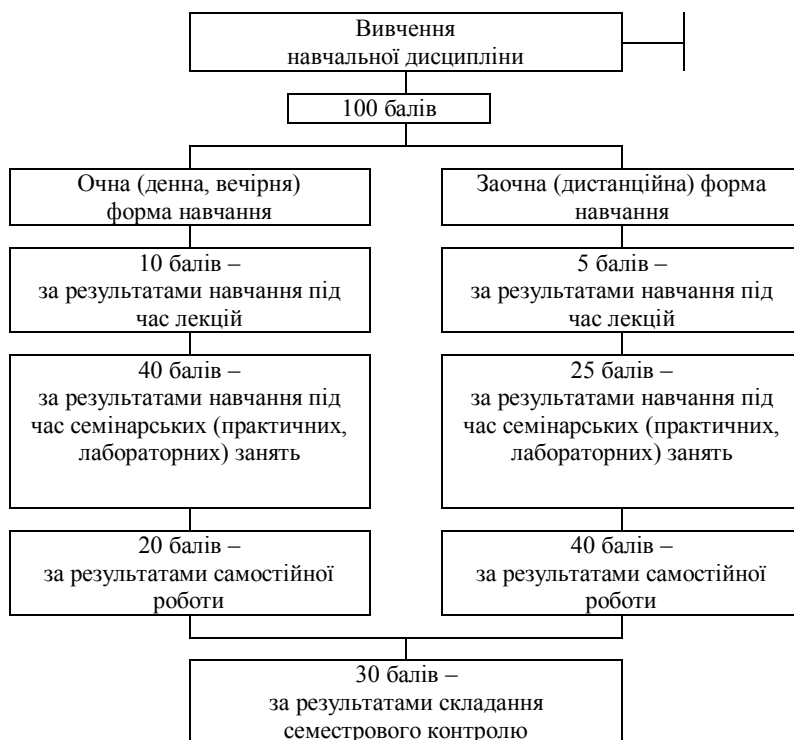 Вивчення
навчальної дисципліни
100 балів
Очна (денна, вечірня)
форма навчання
10 балів –
за результатами навчання під
час лекцій
40 балів –
за результатами навчання під
час семінарських (практичних,
лабораторних) занять
20 балів –
за результатами самостійної
роботи
Заочна (дистанційна) форма
навчання
5 балів –
за результатами навчання під
час лекцій
25 балів –
за результатами навчання під
час семінарських (практичних,
лабораторних) занять
40 балів –
за результатами самостійної
роботи
30 балів –
за результатами складання
семестрового контролю